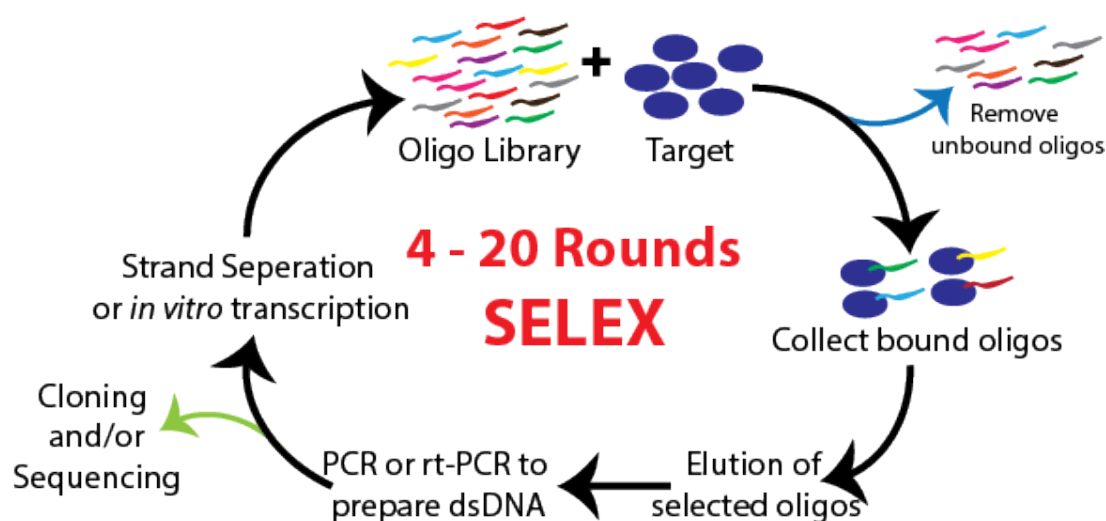 +
Oligo Library
Target
Remove
unbound oligos
4 - 20 Rounds
SELEX
Collect bound oligos
Elution of
selected oligos
PCR or rt-PCR to
prepare dsDNA
Cloning
and/or
Sequencing
Strand Seperation
or in vitro transcription